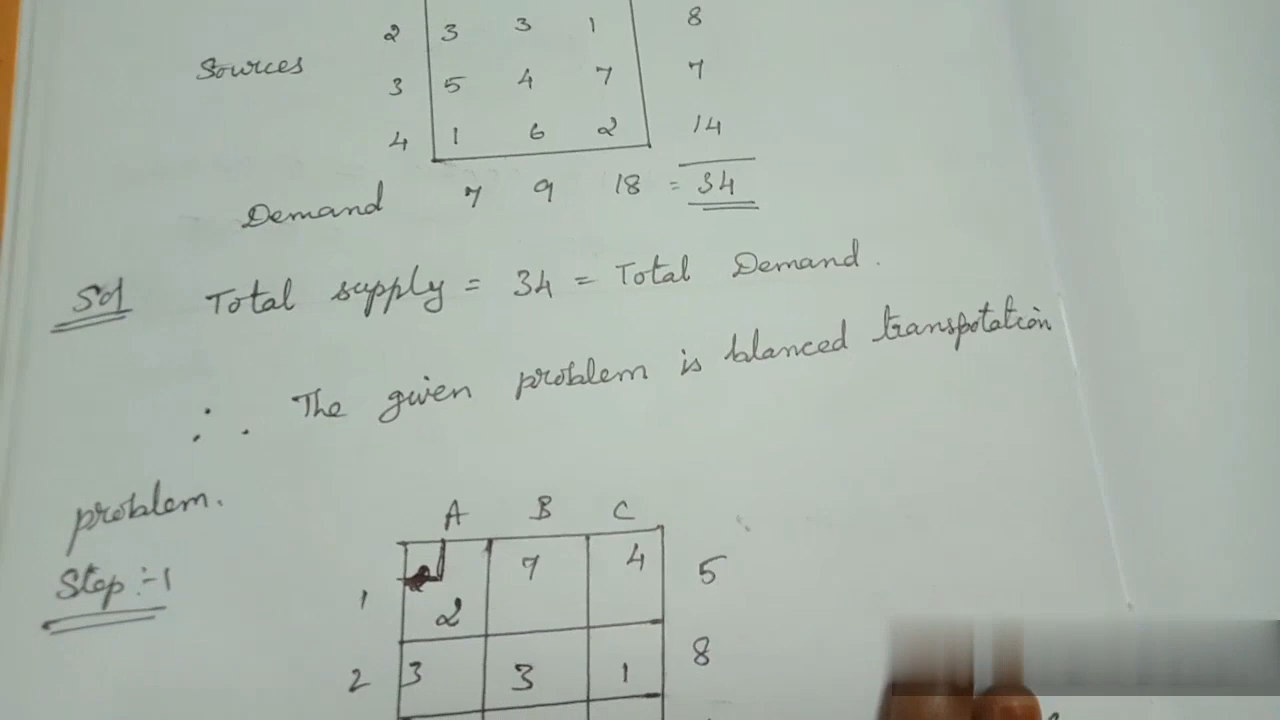 2 3 3 1 8
Sources
3 5 4 7 7
4 1 6 2 14
Demand 7 9 18 = 34
Sol Total supply = 34 = Total Demand.
∴ The given problem is blanced transpotation
problem.
Step :- 1
A B C
1 2 7 4 5
2 3 3 1 8